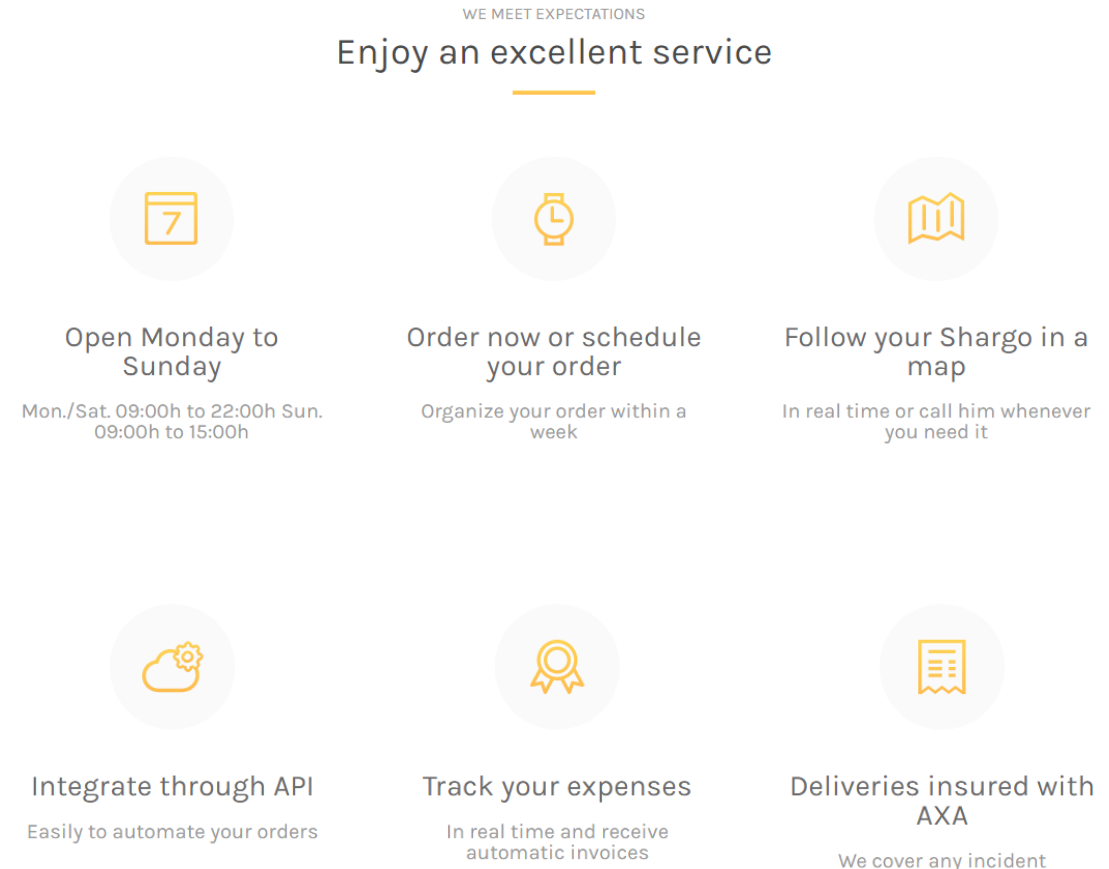 WE MEET EXPECTATIONS
Enjoy an excellent service
7
Open Monday to
Sunday
Mon./Sat. 09:00h to 22:00h Sun.
09:00h to 15:00h
Order now or schedule
your order
Organize your order within a
week
Follow your Shargo in a
map
In real time or call him whenever
you need it
Integrate through API
Easily to automate your orders
Track your expenses
In real time and receive
automatic invoices
Deliveries insured with
AXA
We cover any incident